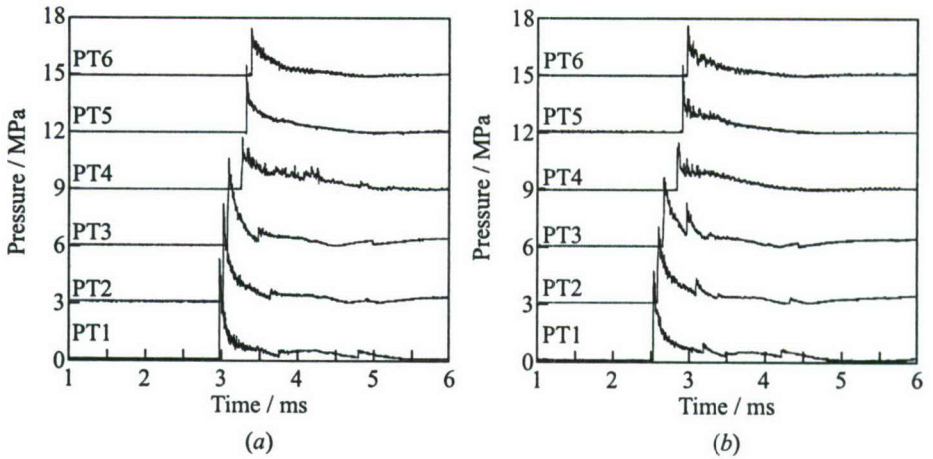 18
15
12
9
6
3
0
Pressure / MPa
PT6
PT5
PT4
PT3
PT2
PT1
1 2 3 4 5 6
Time / ms
(a)
18
15
12
9
6
3
0
Pressure / MPa
PT6
PT5
PT4
PT3
PT2
PT1
1 2 3 4 5 6
Time / ms
(b)